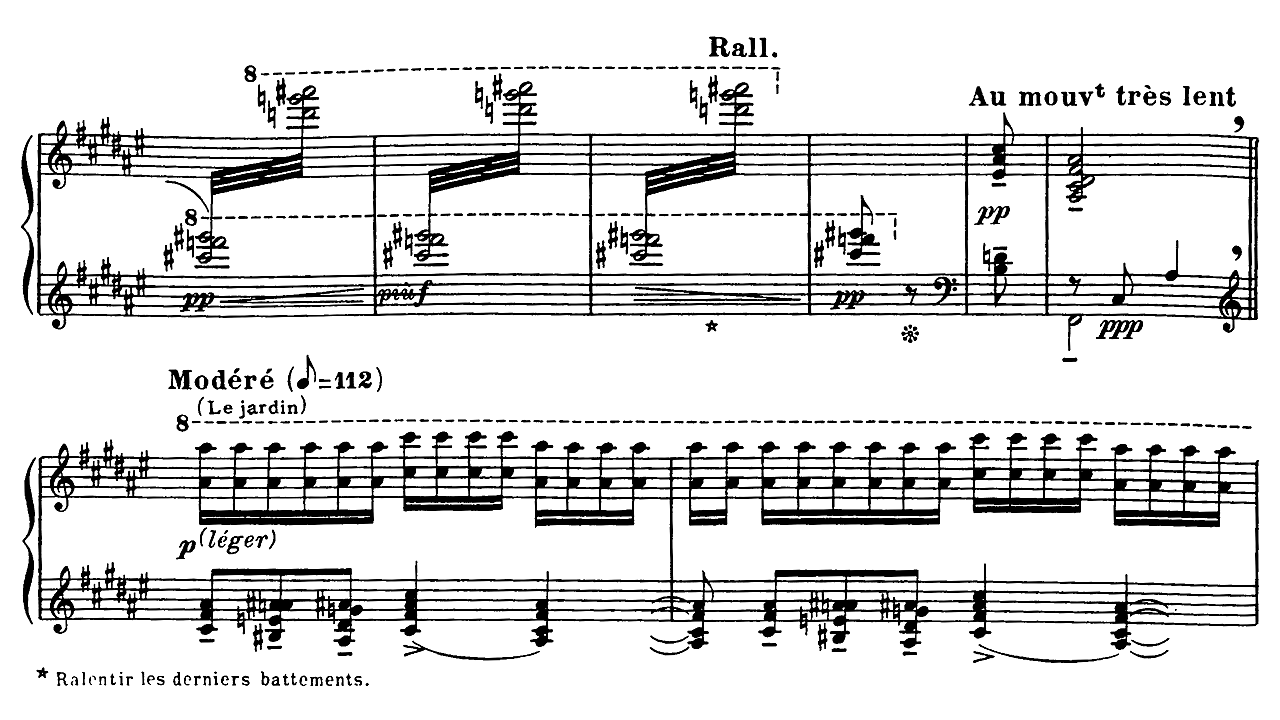 Rall.
8
Au mouvt très lent
8
pp
pp
più f
pp
ppp
*
Modéré (♪=112)
(Le jardin)
8
p (léger)
* Ralentir les derniers battements.